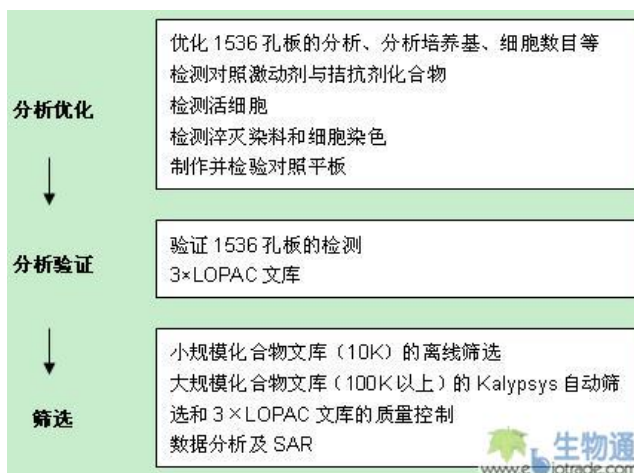 优化 1536 孔板的分析、分析培养基、细胞数目等
检测对照激动剂与拮抗剂化合物
分析优化
检测活细胞
检测淬灭染料和细胞染色
制作并检验对照平板
验证 1536 孔板的检测
分析验证
3×LOPAC 文库
小规模化合物文库（10K）的离线筛选
大规模化合物文库（100K 以上）的 Kalypsys 自动筛
选和 3×LOPAC 文库的质量控制
筛选
数据分析及 SAR
生物通
www.ebiotrade.com